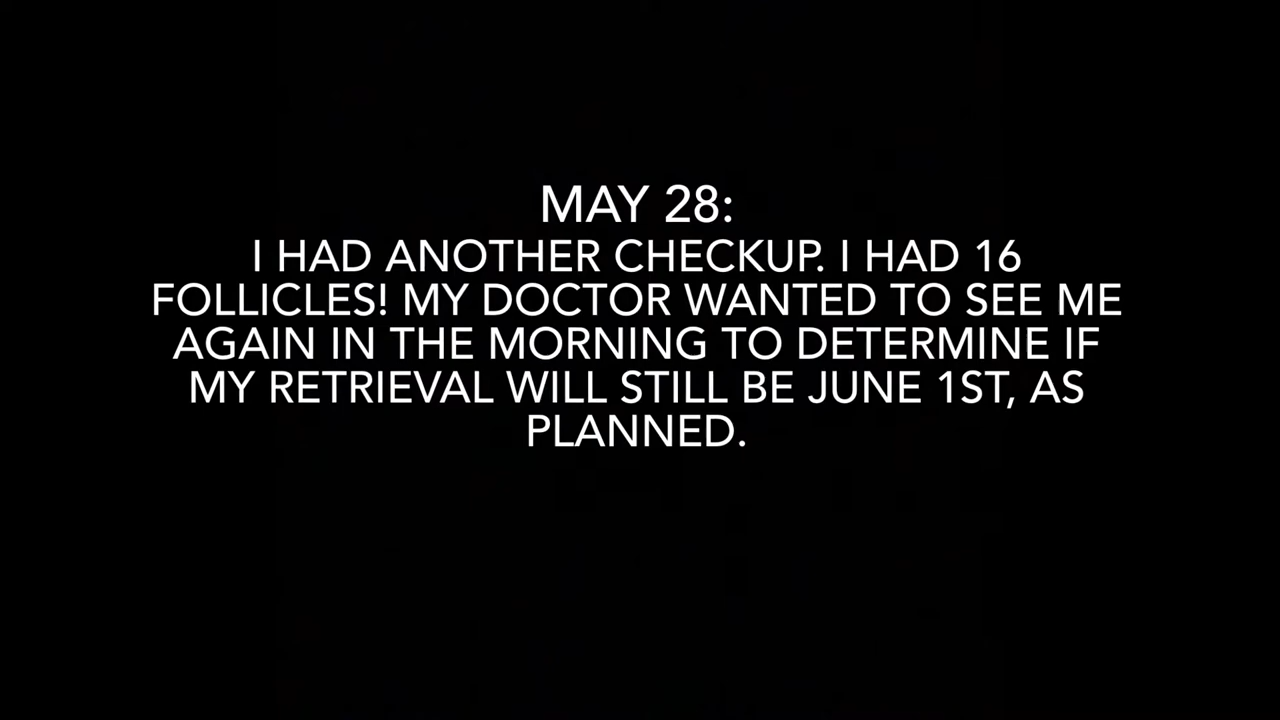 MAY 28:
I HAD ANOTHER CHECKUP. I HAD 16
FOLLICLES! MY DOCTOR WANTED TO SEE ME
AGAIN IN THE MORNING TO DETERMINE IF
MY RETRIEVAL WILL STILL BE JUNE 1ST, AS
PLANNED.